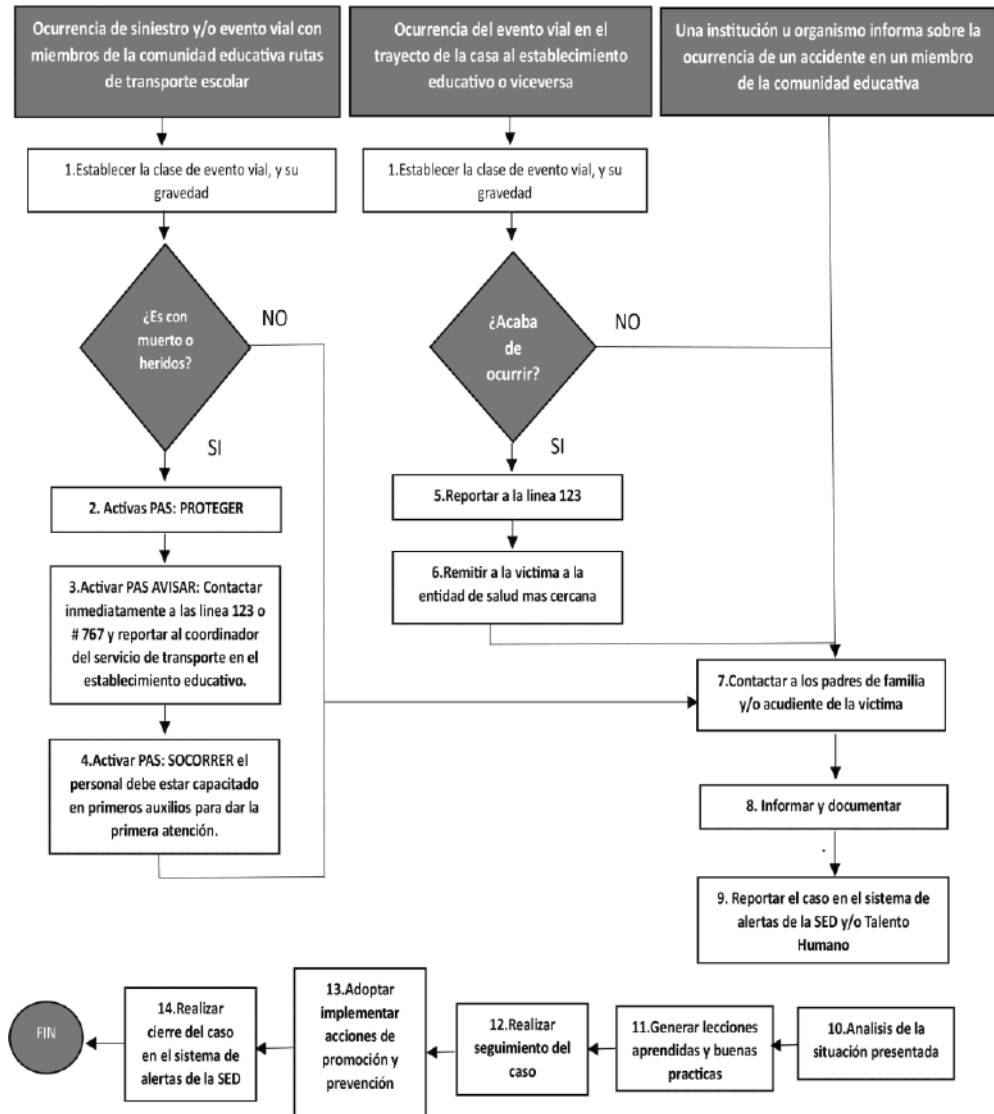 Ocurrencia de siniestro y/o evento vial con
miembros de la comunidad educativa rutas
de transporte escolar
Ocurrencia del evento vial en el
trayecto de la casa al establecimiento
educativo o viceversa
Una institución u organismo informa sobre la
ocurrencia de un accidente en un miembro
de la comunidad educativa
1.Establecer la clase de evento vial, y su
gravedad
1.Establecer la clase de evento vial, y su
gravedad
¿Es con
muerto o
heridos?
NO
SI
¿Acaba
de
ocurrir?
NO
SI
2. Activas PAS: PROTEGER
3.Activar PAS AVISAR: Contactar
inmediatamente a las linea 123 o
# 767 y reportar al coordinador
del servicio de transporte en el
establecimiento educativo.
4.Activar PAS: SOCORRER el
personal debe estar capacitado
en primeros auxilios para dar la
primera atención.
5.Reportar a la linea 123
6.Remitir a la victima a la
entidad de salud mas cercana
7.Contactar a los padres de familia
y/o acudiente de la victima
8. Informar y documentar
9. Reportar el caso en el sistema de
alertas de la SED y/o Talento
Humano
10.Analisis de la
situación presentada
11.Generar lecciones
aprendidas y buenas
practicas
12.Realizar
seguimiento del
caso
13.Adoptar
implementar
acciones de
promoción y
prevención
14.Realizar
cierre del caso
en el sistema de
alertas de la SED
FIN